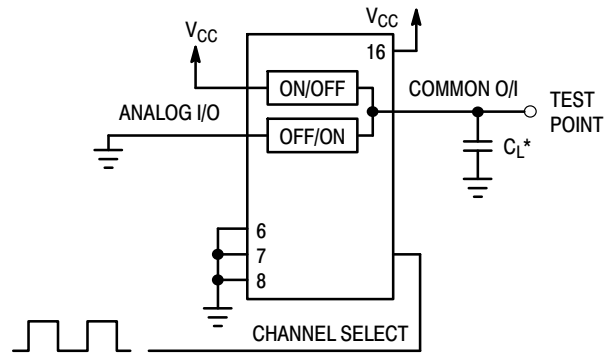 VCC
VCC
16
ON/OFF
COMMON O/I
TEST
POINT
ANALOG I/O
OFF/ON
CL*
6
7
8
CHANNEL SELECT